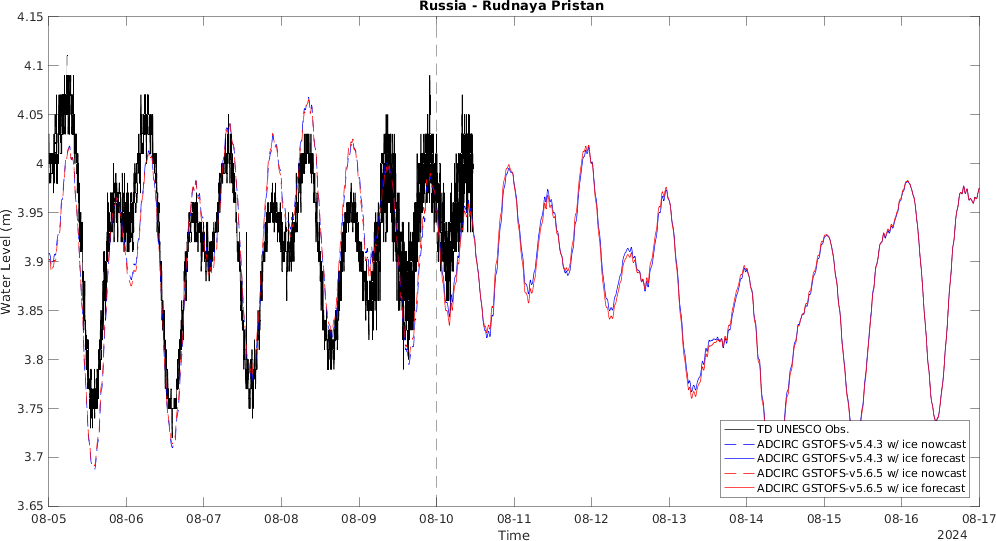 Russia - Rudnaya Pristan
4.15
4.1
4.05
4
3.95
3.9
3.85
3.8
3.75
3.7
3.65
Water Level (m)
TD UNESCO Obs.
ADCIRC GSTOFS-v5.4.3 w/ ice nowcast
ADCIRC GSTOFS-v5.4.3 w/ ice forecast
ADCIRC GSTOFS-v5.6.5 w/ ice nowcast
ADCIRC GSTOFS-v5.6.5 w/ ice forecast
08-05 08-06 08-07 08-08 08-09 08-10 08-11 08-12 08-13 08-14 08-15 08-16 08-17
Time
2024